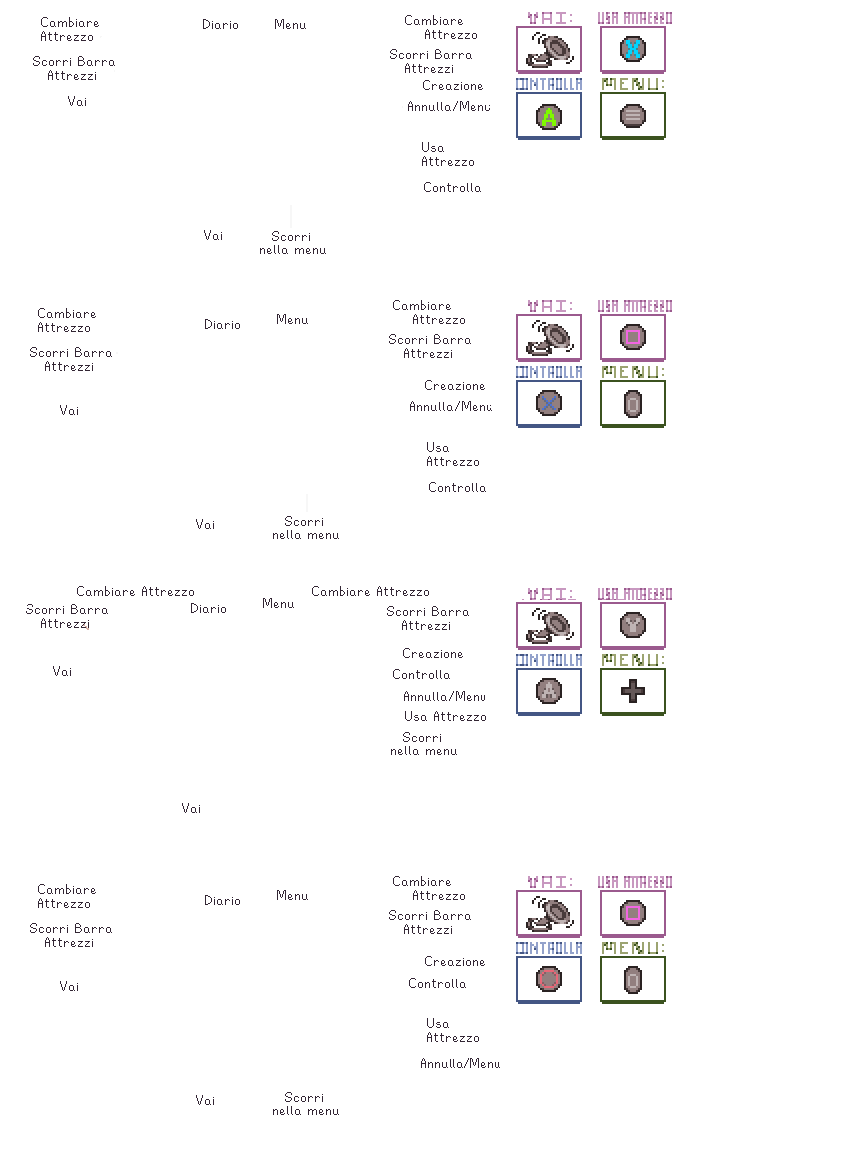 Cambiare
Attrezzo
Diario
Menu
Cambiare
Attrezzo
VAI:
USA ATTREZZO
Scorri Barra
Attrezzi
Scorri Barra
Attrezzi
Creazione
CONTROLLA
MENU:
X
Vai
Annulla/Menu
A
Usa
Attrezzo
Controlla
Vai
Scorri
nella menu
Cambiare
Attrezzo
Diario
Menu
Cambiare
Attrezzo
VAI:
USA ATTREZZO
Scorri Barra
Attrezzi
Scorri Barra
Attrezzi
CONTROLLA
MENU:
Creazione
Vai
Annulla/Menu
Usa
Attrezzo
Controlla
Vai
Scorri
nella menu
Cambiare Attrezzo
Cambiare Attrezzo
VAI:
USA ATTREZZO
Scorri Barra
Attrezzi
Diario
Menu
Scorri Barra
Attrezzi
Y
Creazione
CONTROLLA
MENU:
Vai
Controlla
A
Annulla/Menu
Usa Attrezzo
Scorri
nella menu
Vai
Cambiare
Attrezzo
Diario
Menu
Cambiare
Attrezzo
VAI:
USA ATTREZZO
Scorri Barra
Attrezzi
Scorri Barra
Attrezzi
CONTROLLA
MENU:
Creazione
Vai
Controlla
Usa
Attrezzo
Annulla/Menu
Vai
Scorri
nella menu